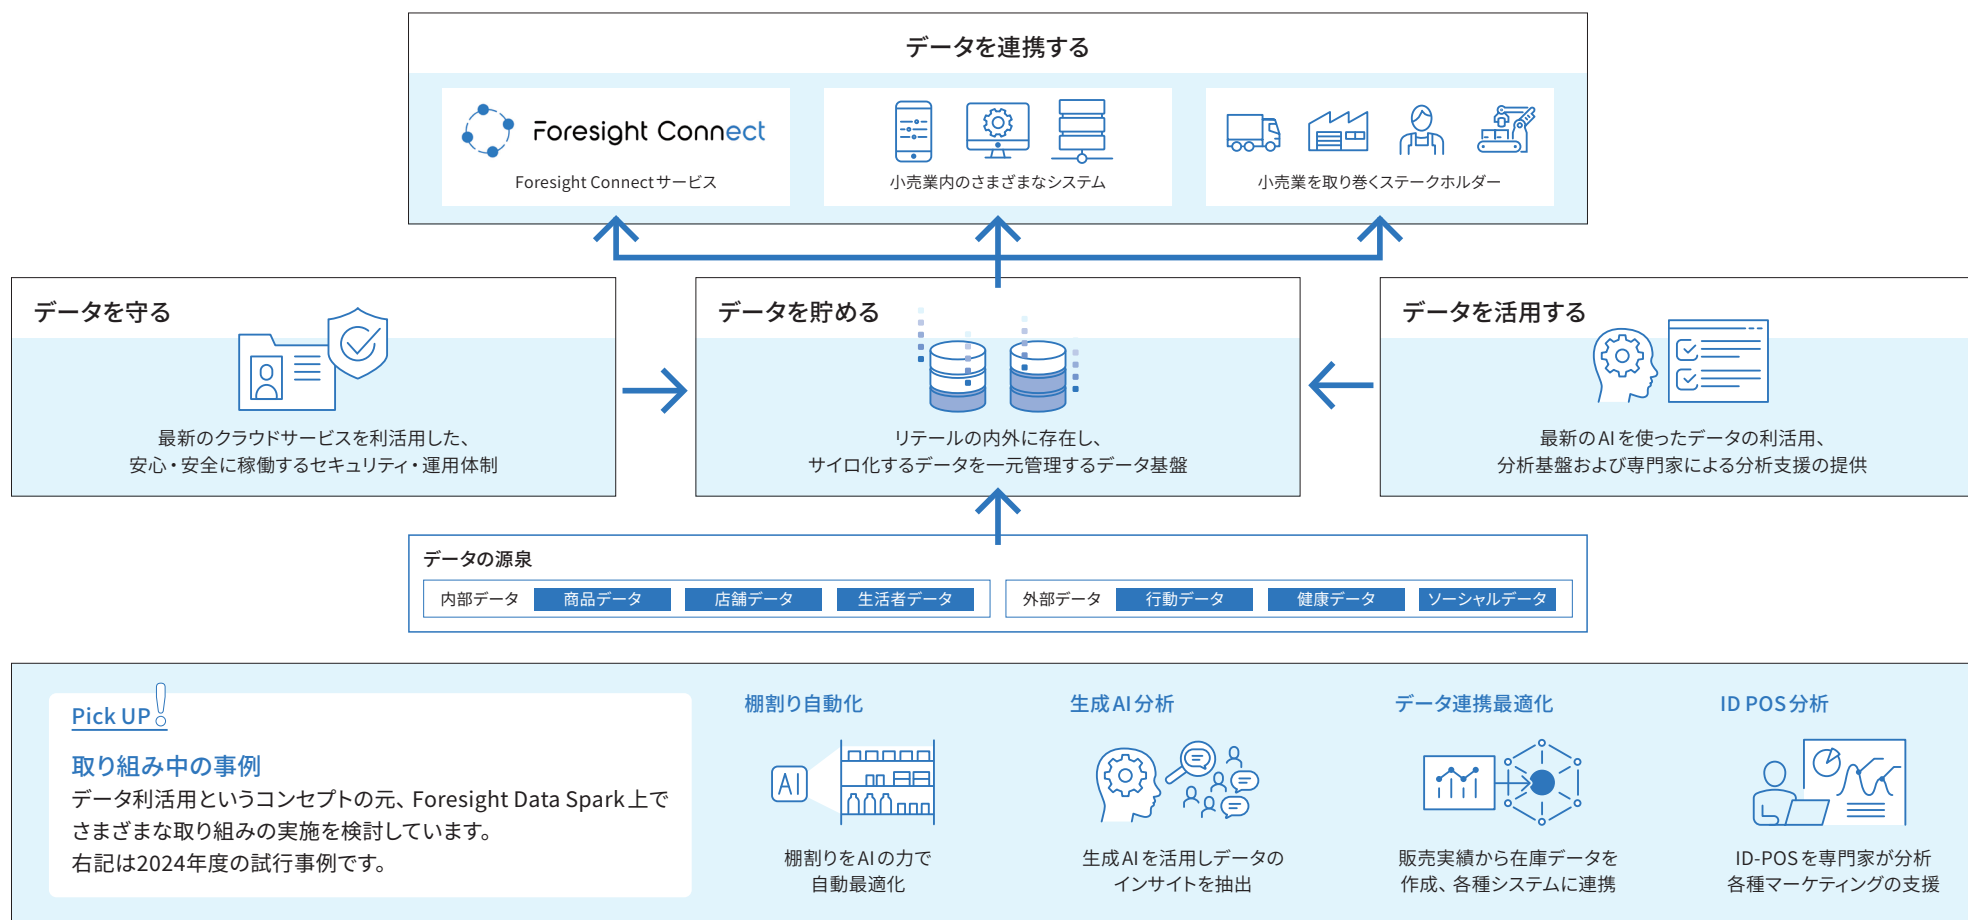 データを連携する
Foresight Connect
Foresight Connectサービス
小売業内のさまざまなシステム
小売業を取り巻くステークホルダー
データを守る
最新のクラウドサービスを利活用した、
安心・安全に稼働するセキュリティ・運用体制
データを貯める
リテールの内外に存在し、
サイロ化するデータを一元管理するデータ基盤
データを活用する
最新のAIを使ったデータの利活用、
分析基盤および専門家による分析支援の提供
データの源泉
内部データ 商品データ 店舗データ 生活者データ
外部データ 行動データ 健康データ ソーシャルデータ
Pick UP!
取り組み中の事例
データ利活用というコンセプトの元、Foresight Data Spark上で
さまざまな取り組みの実施を検討しています。
右記は2024年度の試行事例です。
棚割り自動化
AI
棚割りをAIの力で
自動最適化
生成AI分析
生成AIを活用しデータの
インサイトを抽出
データ連携最適化
販売実績から在庫データを
作成、各種システムに連携
ID POS分析
ID-POSを専門家が分析
各種マーケティングの支援